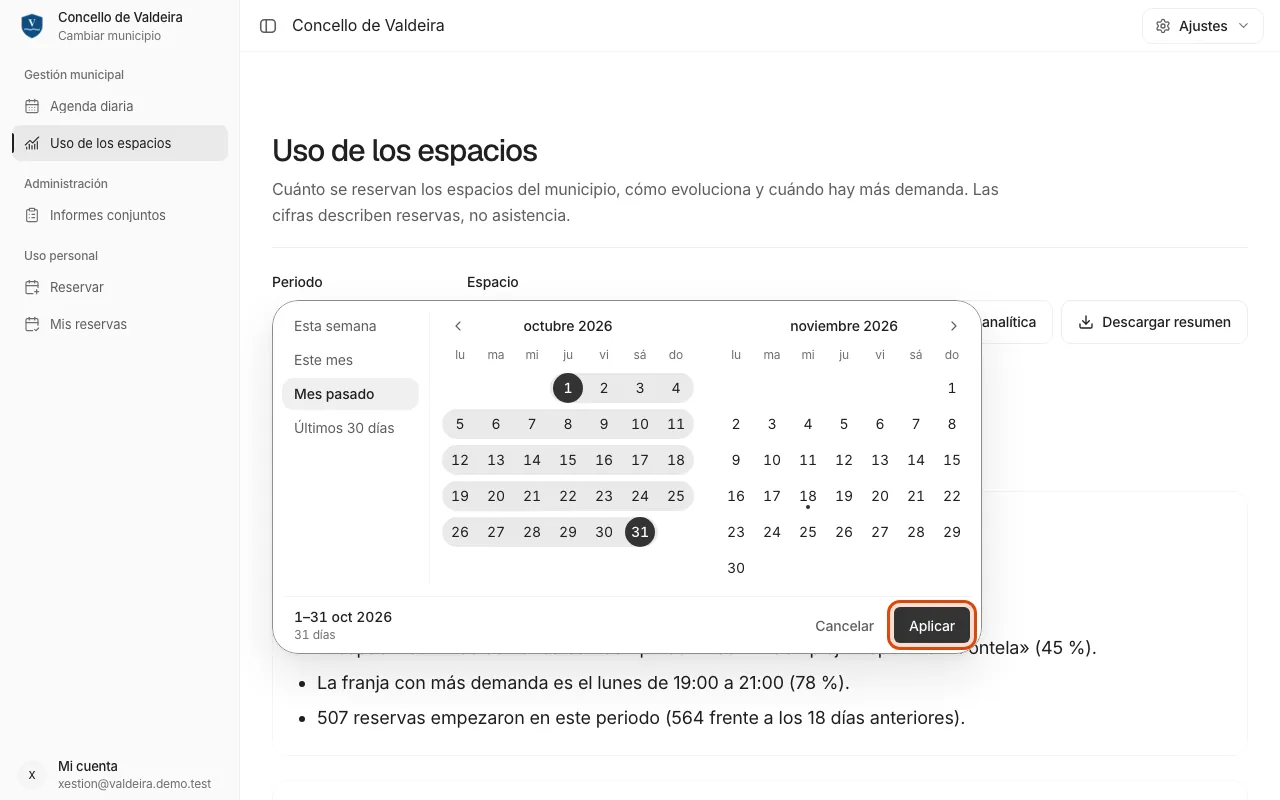 Concello de Valdeira
Cambiar municipio
Gestión municipal
Agenda diaria
Uso de los espacios
Administración
Informes conjuntos
Uso personal
Reservar
Mis reservas
X
Mi cuenta
xestion@valdeira.demo.test
Concello de Valdeira
Ajustes
Uso de los espacios
Cuánto se reservan los espacios del municipio, cómo evoluciona y cuándo hay más demanda. Las
cifras describen reservas, no asistencia.
Periodo
Espacio
analítica
Descargar resumen
Esta semana
Este mes
Mes pasado
Últimos 30 días
octubre 2026
lu ma mi ju vi sá do
1 2 3 4
5 6 7 8 9 10 11
12 13 14 15 16 17 18
19 20 21 22 23 24 25
26 27 28 29 30 31
noviembre 2026
lu ma mi ju vi sá do
1
2 3 4 5 6 7 8
9 10 11 12 13 14 15
16 17 18 19 20 21 22
23 24 25 26 27 28 29
30
1–31 oct 2026
31 días
Cancelar
Aplicar
(45 %).
La franja con más demanda es el lunes de 19:00 a 21:00 (78 %).
507 reservas empezaron en este periodo (564 frente a los 18 días anteriores).